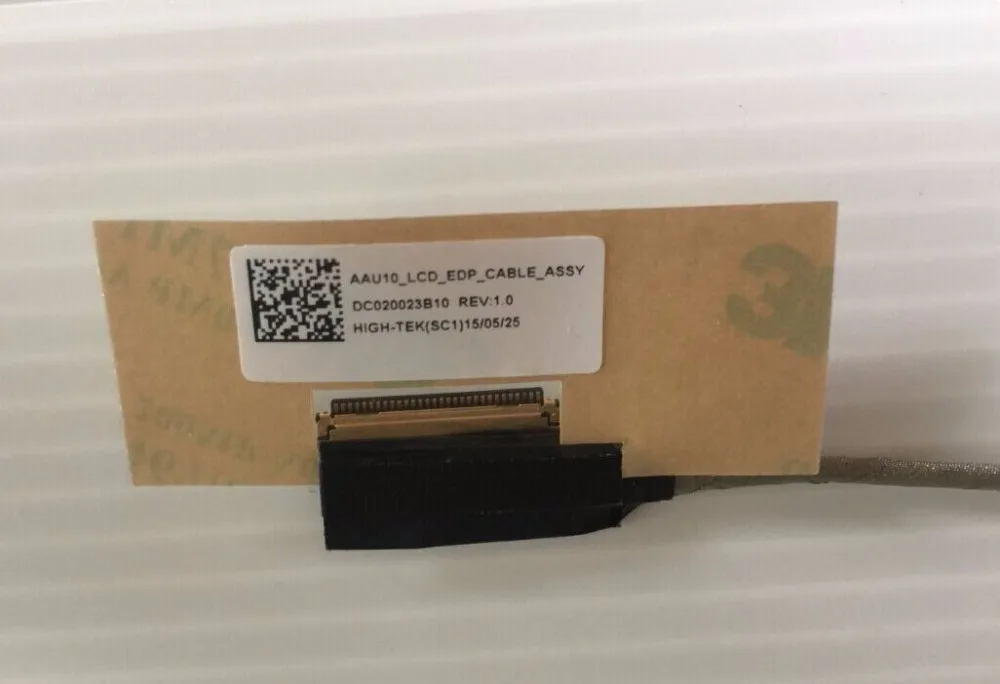 AAU10_LCD_EDP_CABLE_ASSY
DC020023B10 REV:1.0
HIGH-TEK(SC1)15/05/25